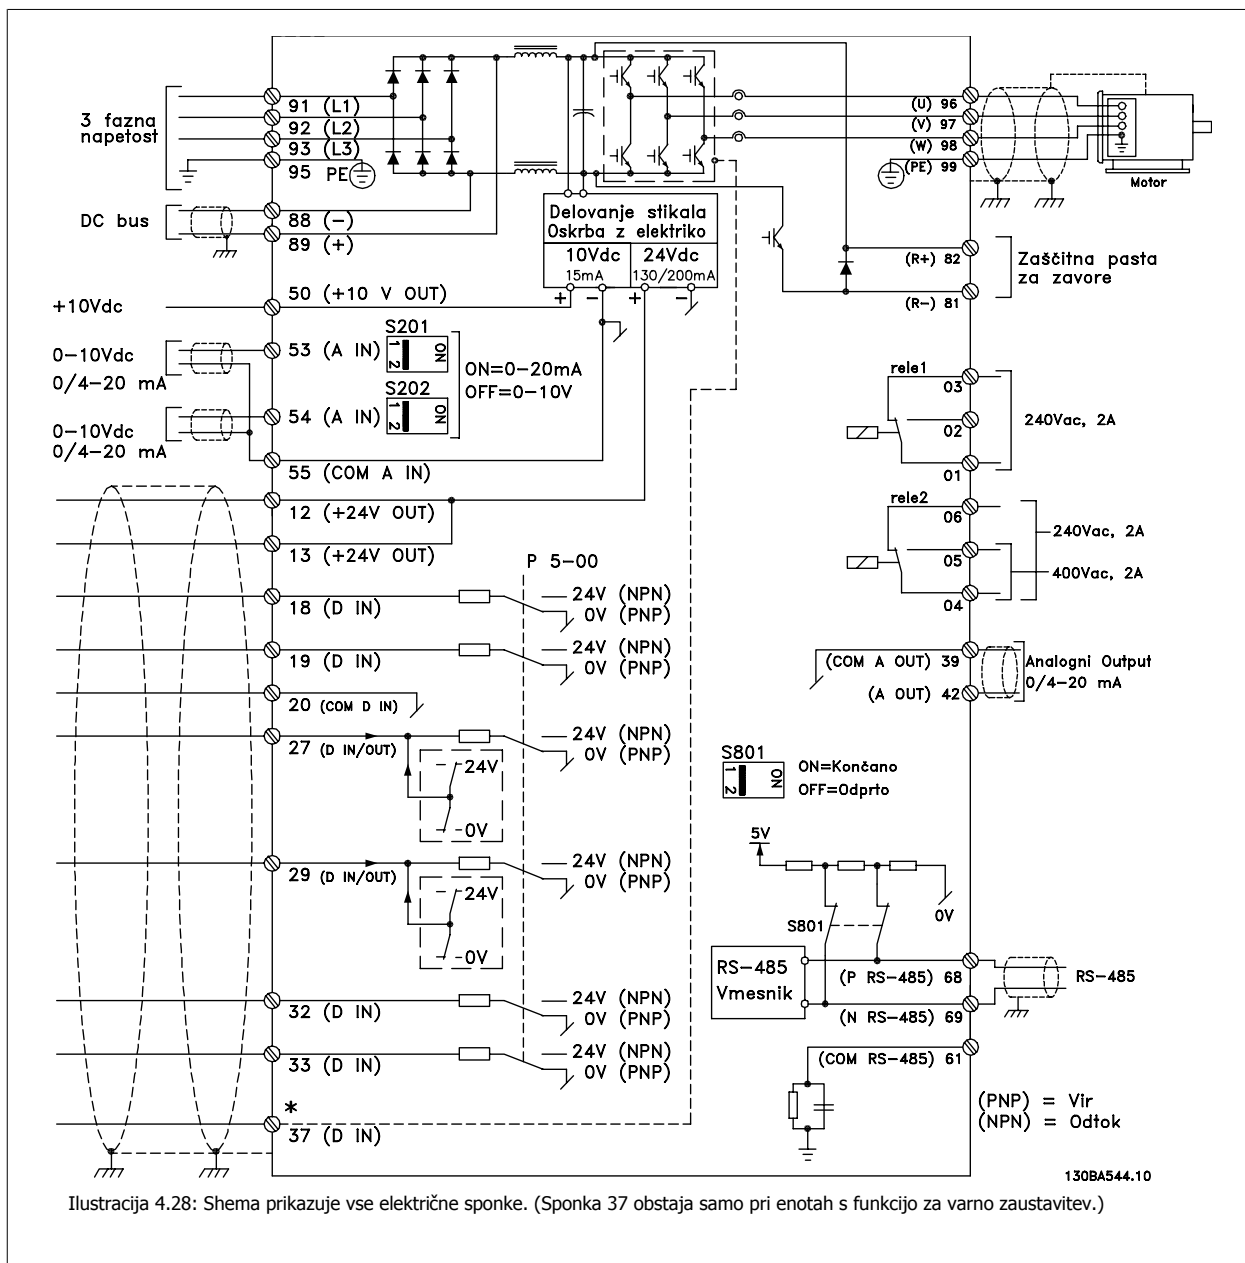 3 fazna
napetost
91 (L1)
92 (L2)
93 (L3)
95 PE
DC bus
88 (−)
89 (+)
Delovanje stikala
Oskrba z elektriko
10Vdc
15mA
24Vdc
130/200mA
+ − + −
(U) 96
(V) 97
(W) 98
(PE) 99
Motor
(R+) 82
(R−) 81
Zaščitna pasta
za zavore
+10Vdc
50 (+10 V OUT)
0−10Vdc
0/4−20 mA
53 (A IN)
S201
1 2
ON
ON=0−20mA
OFF=0−10V
S202
1 2
ON
0−10Vdc
0/4−20 mA
54 (A IN)
55 (COM A IN)
12 (+24V OUT)
13 (+24V OUT)
P 5-00
18 (D IN)
24V (NPN)
0V (PNP)
19 (D IN)
24V (NPN)
0V (PNP)
20 (COM D IN)
27 (D IN/OUT)
24V (NPN)
0V (PNP)
24V
0V
29 (D IN/OUT)
24V (NPN)
0V (PNP)
24V
0V
32 (D IN)
24V (NPN)
0V (PNP)
33 (D IN)
24V (NPN)
0V (PNP)
*
37 (D IN)
rele1
03
02
01
240Vac, 2A
rele2
06
05
04
240Vac, 2A
400Vac, 2A
(COM A OUT) 39
(A OUT) 42
Analogni Output
0/4−20 mA
S801
1 2
ON
ON=Končano
OFF=Odprto
5V
0V
S801
RS−485
Vmesnik
(P RS−485) 68
(N RS−485) 69
RS−485
(COM RS−485) 61
(PNP) = Vir
(NPN) = Odtok
130BA544.10
Ilustracija 4.28: Shema prikazuje vse električne sponke. (Sponka 37 obstaja samo pri enotah s funkcijo za varno zaustavitev.)